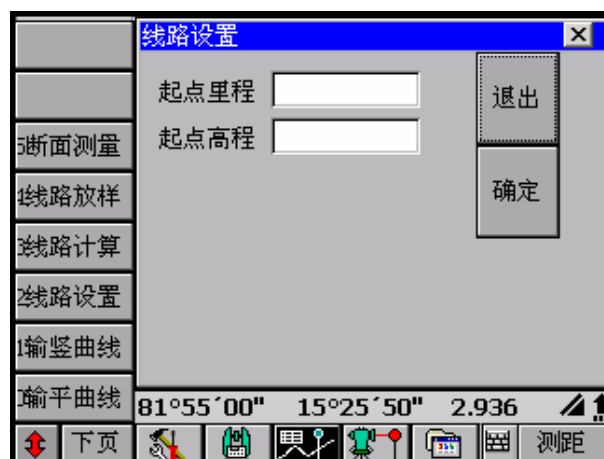 线路设置
起点里程
退出
起点高程
确定
5断面测量
4线路放样
3线路计算
2线路设置
1输竖曲线
输平曲线
81°55′00" 15°25′50" 2.936
下页
测距